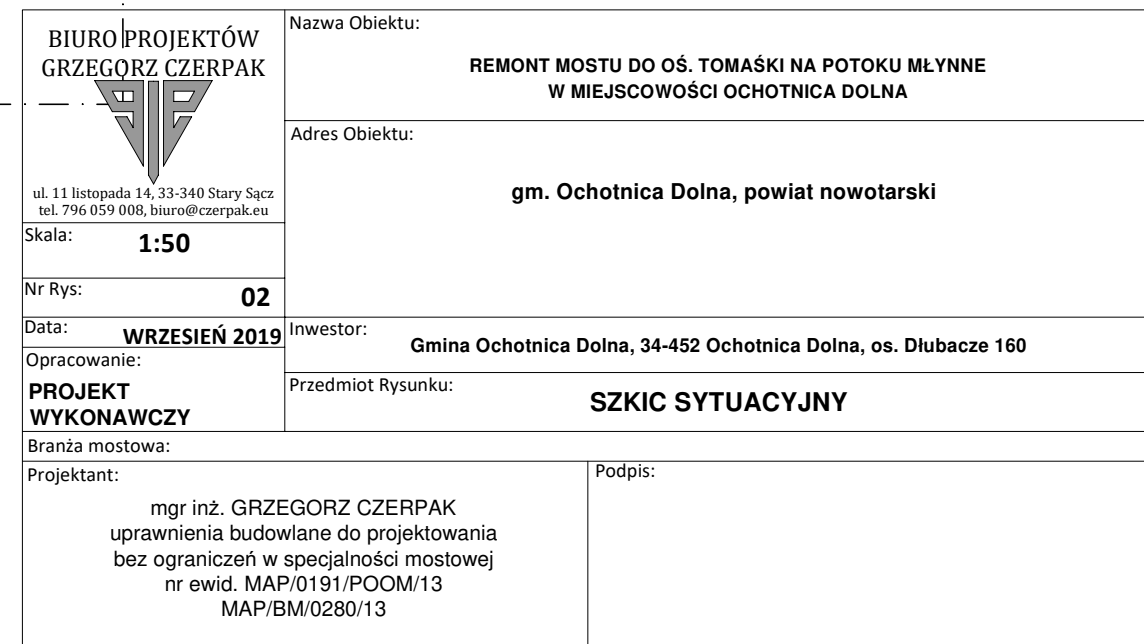 BIURO PROJEKTÓW
GRZEGORZ CZERPAK
ul. 11 listopada 14, 33-340 Stary Sącz
tel. 796 059 008, biuro@czerpak.eu
Nazwa Obiektu:
REMONT MOSTU DO OŚ. TOMAŚKI NA POTOKU MŁYNNE
W MIEJSCOWOŚCI OCHOTNICA DOLNA
Adres Obiektu:
gm. Ochotnica Dolna, powiat nowotarski
Skala:
1:50
Nr Rys:
02
Data:
WRZESIEŃ 2019
Inwestor:
Gmina Ochotnica Dolna, 34-452 Ochotnica Dolna, os. Dłubacze 160
Opracowanie:
PROJEKT
WYKONAWCZY
Przedmiot Rysunku:
SZKIC SYTUACYJNY
Branża mostowa:
Projektant:
mgr inż. GRZEGORZ CZERPAK
uprawnienia budowlane do projektowania
bez ograniczeń w specjalności mostowej
nr ewid. MAP/0191/POOM/13
MAP/BM/0280/13
Podpis: